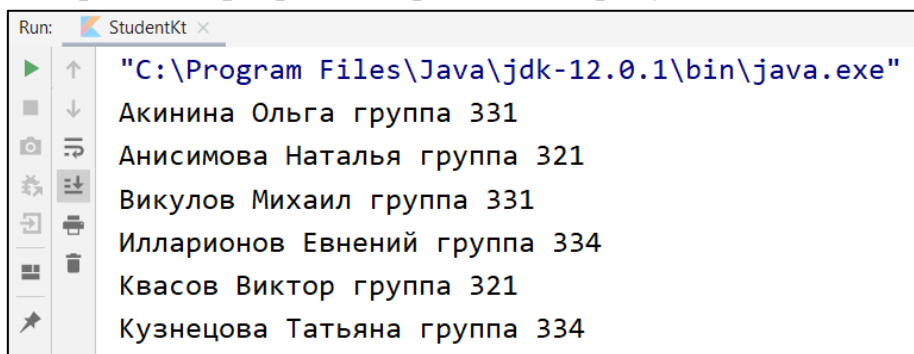 Run: StudentKt ×
"C:\Program Files\Java\jdk-12.0.1\bin\java.exe"
Акинина Ольга группа 331
Анисимова Наталья группа 321
Викулов Михаил группа 331
Илларионов Евнений группа 334
Квасов Виктор группа 321
Кузнецова Татьяна группа 334